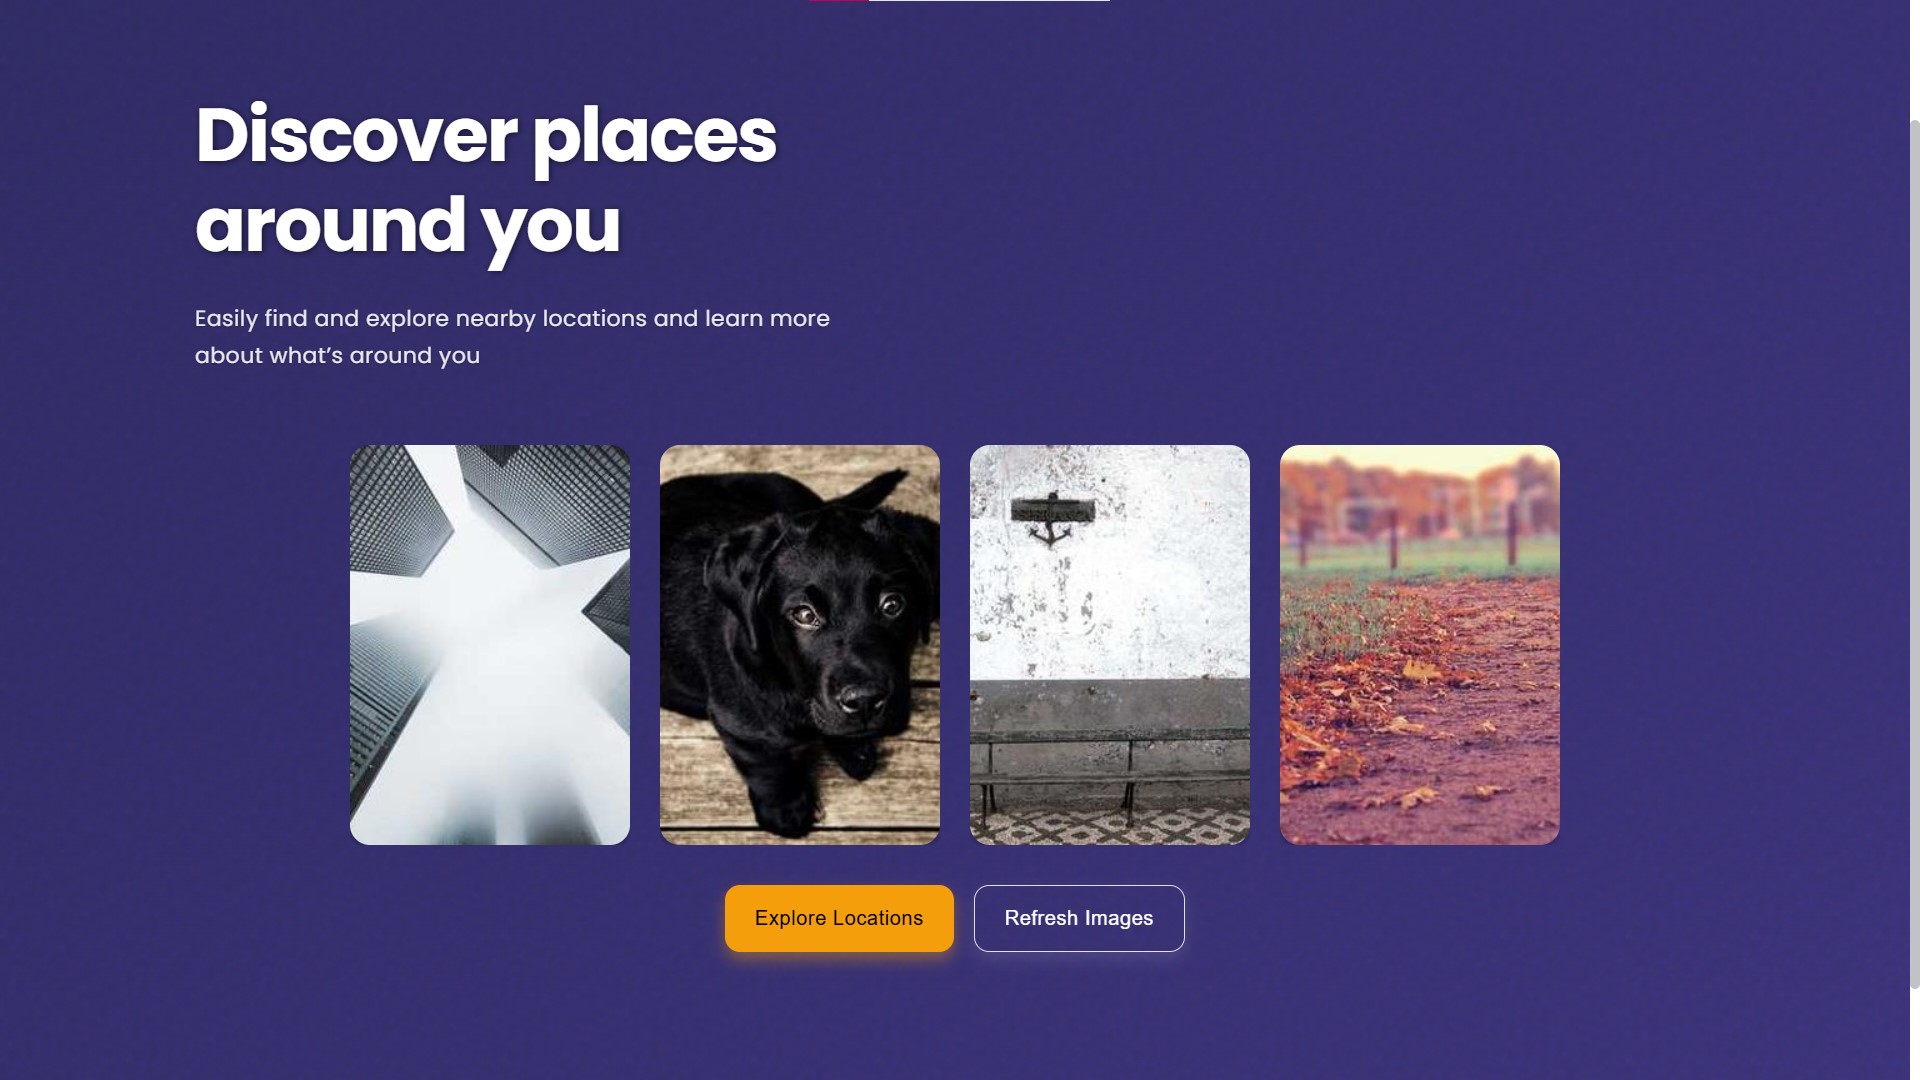 Discover places
around you
Easily find and explore nearby locations and learn more
about what’s around you
Explore Locations
Refresh Images